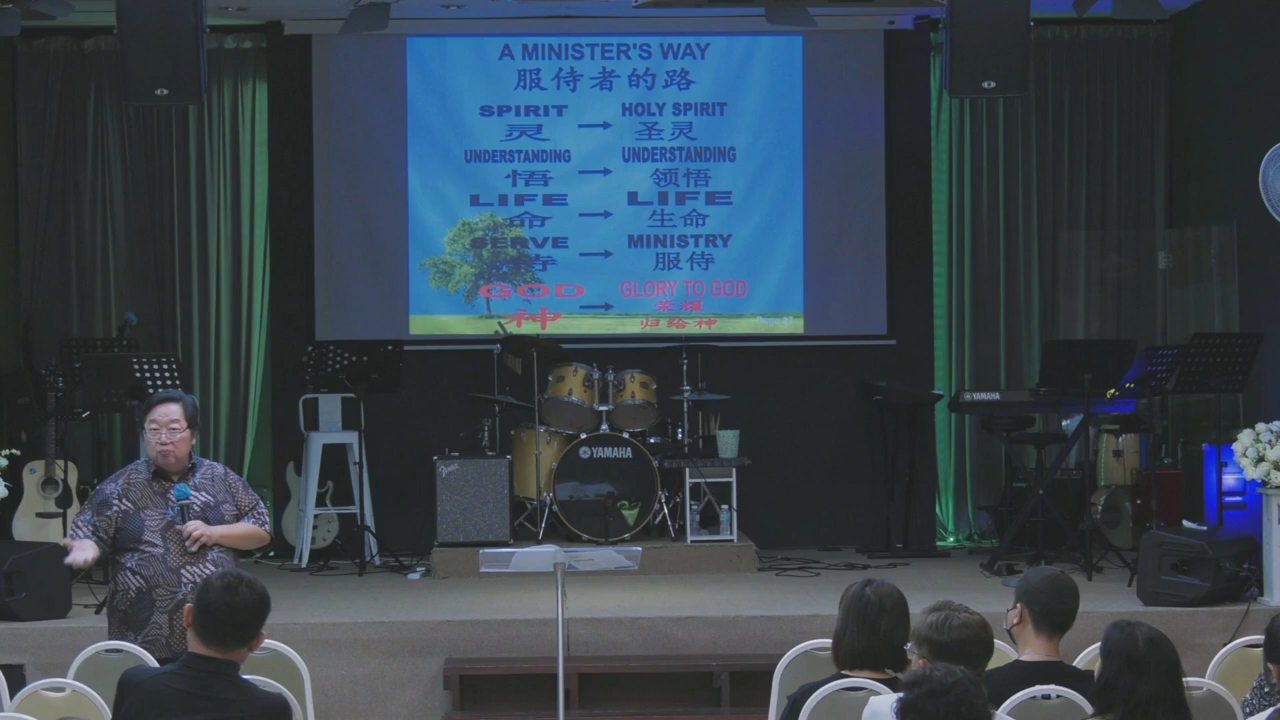 A MINISTER'S WAY
服侍者的路
SPIRIT → HOLY SPIRIT
灵 圣灵
UNDERSTANDING → UNDERSTANDING
悟 领悟
LIFE → LIFE
命 生命
SERVE → MINISTRY
侍 服侍
GOD → GLORY TO GOD
神 荣耀
归给神
YAMAHA
YAMAHA
Fender